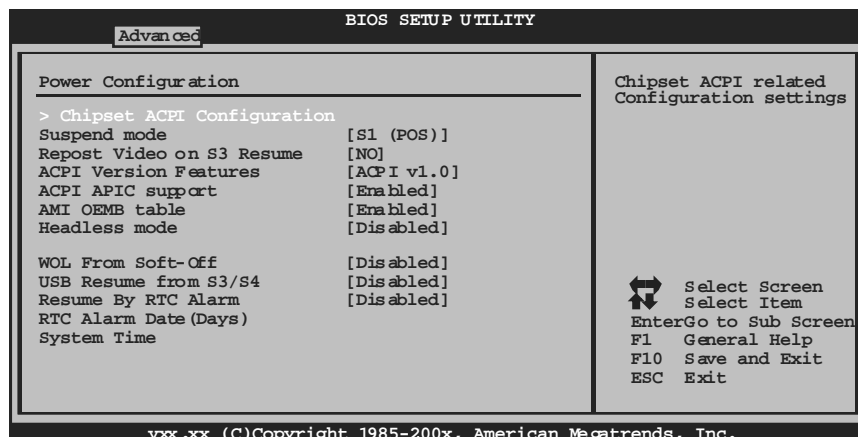 BIOS SETUP UTILITY
Advanced
Power Configuration
> Chipset ACPI Configuration
Suspend mode [S1 (POS)]
Repost Video on S3 Resume [NO]
ACPI Version Features [ACPI v1.0]
ACPI APIC support [Enabled]
AMI OEMB table [Enabled]
Headless mode [Disabled]
WOL From Soft-Off [Disabled]
USB Resume from S3/S4 [Disabled]
Resume By RTC Alarm [Disabled]
RTC Alarm Date(Days)
System Time
Chipset ACPI related
Configuration settings
Select Screen
Select Item
EnterGo to Sub Screen
F1 General Help
F10 Save and Exit
ESC Exit
vxx.xx (C)Copyright 1985-200x, American Megatrends, Inc.